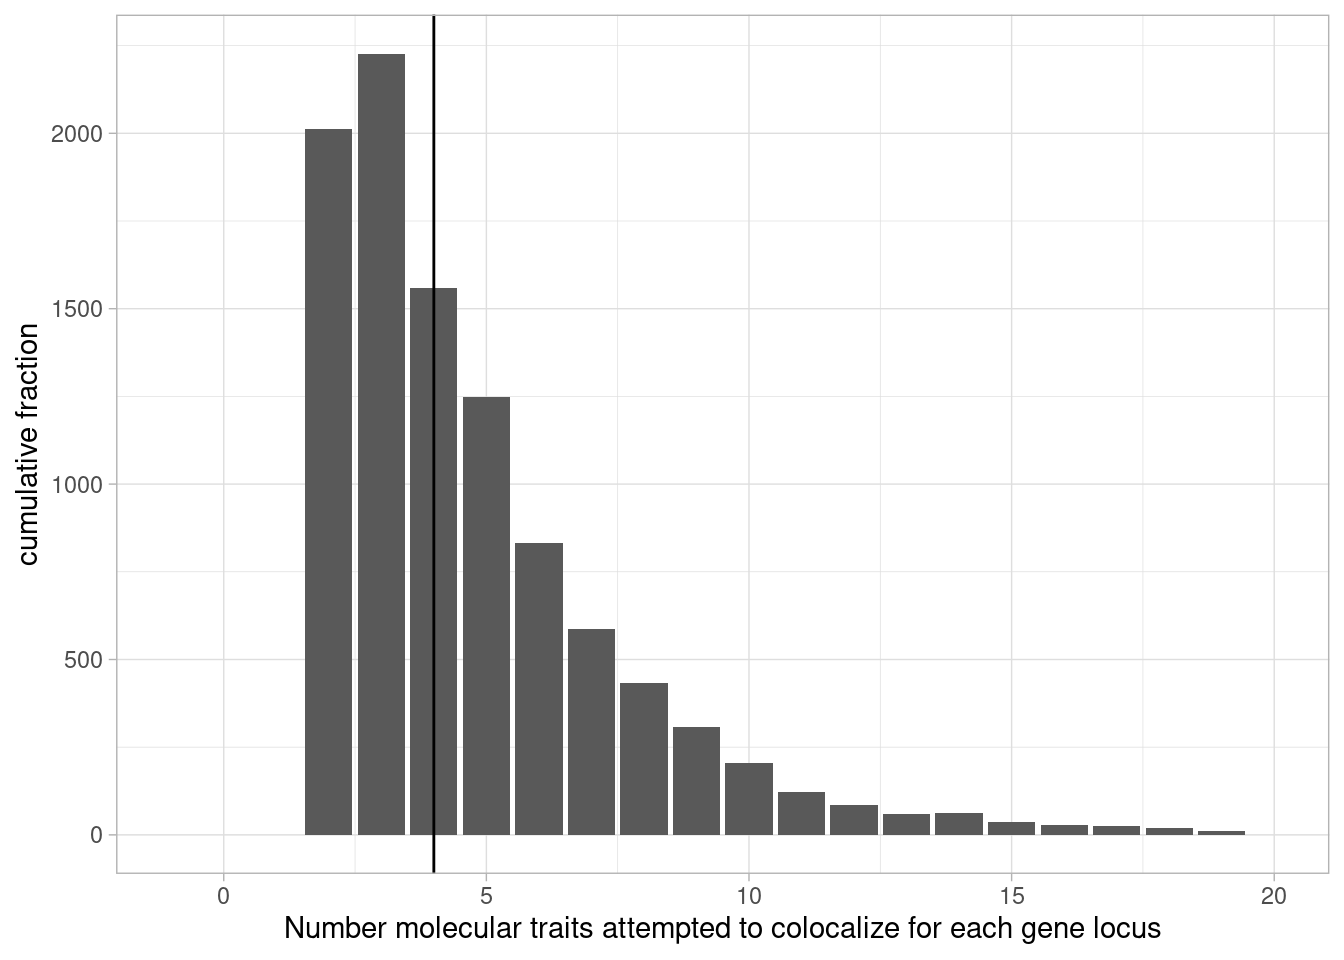 2000
1500
1000
500
0
cumulative fraction
0 5 10 15 20
Number molecular traits attempted to colocalize for each gene locus